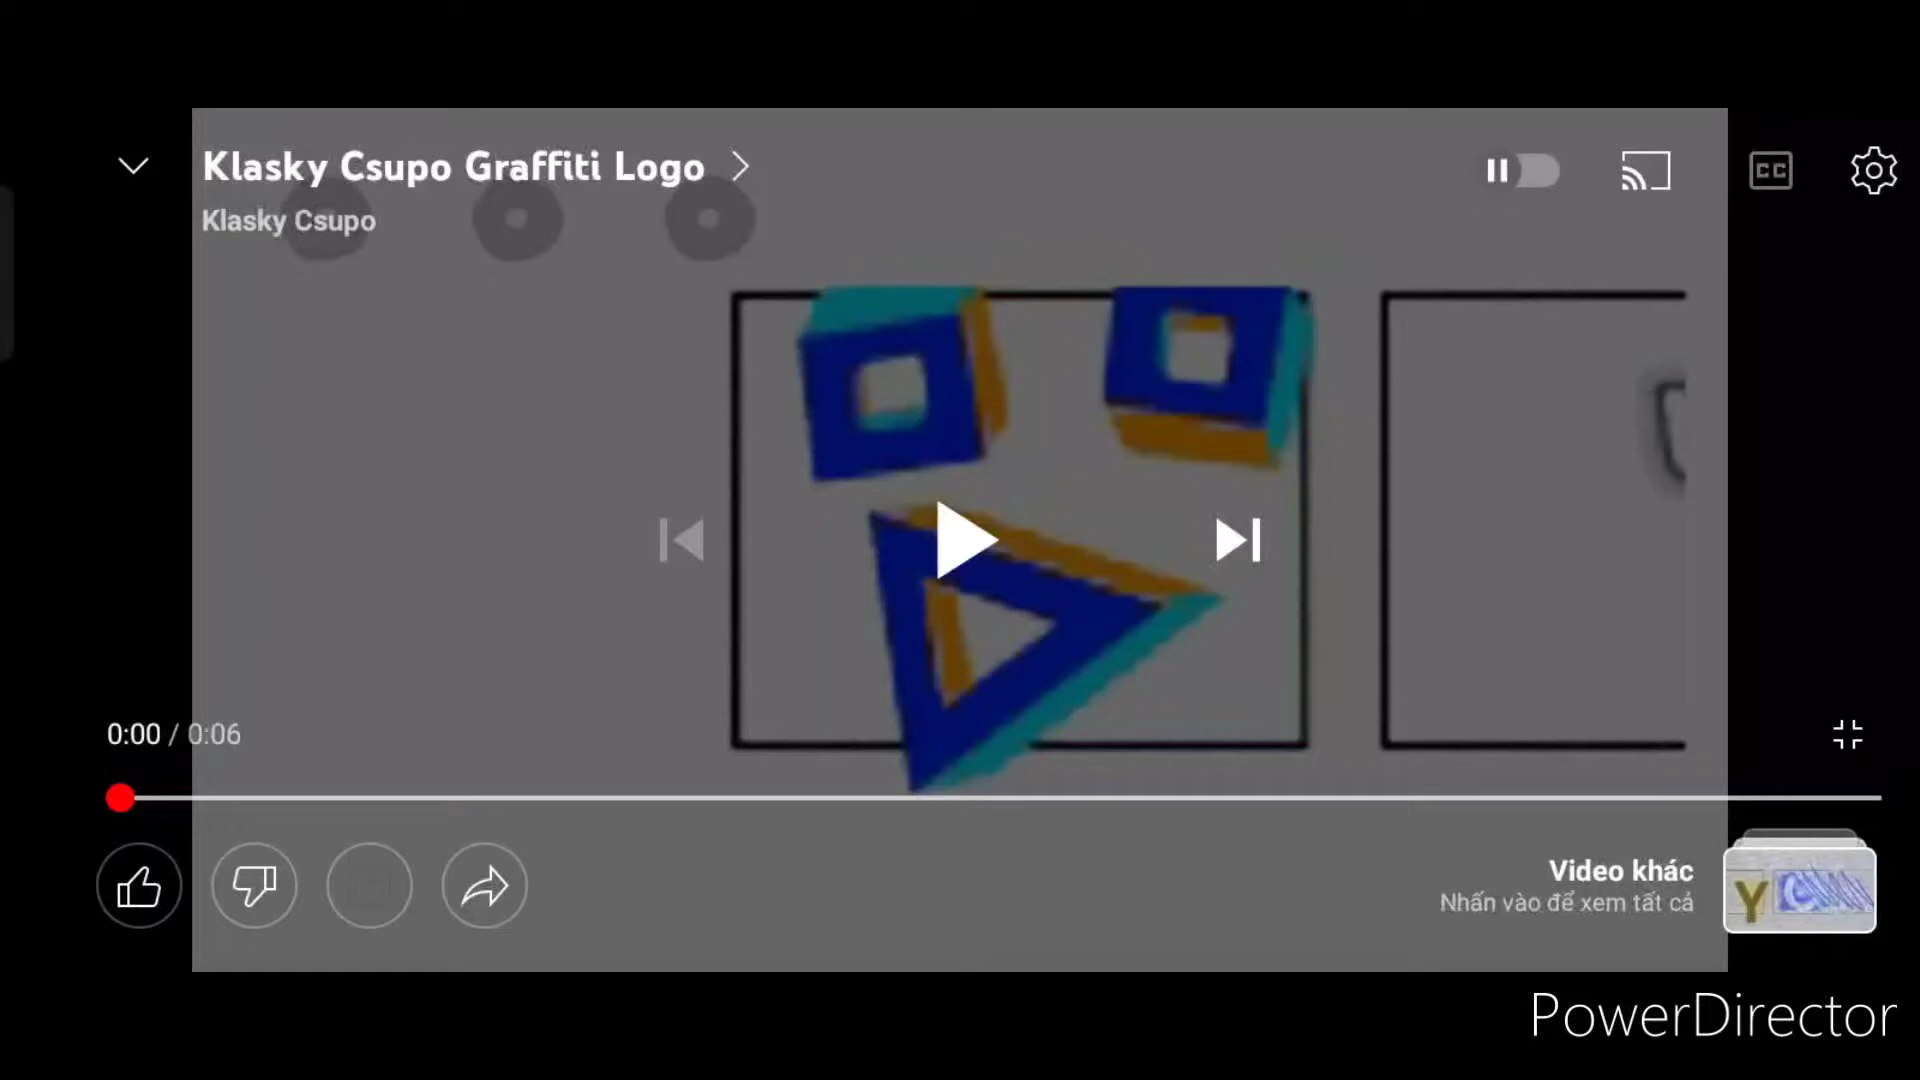 Klasky Csupo Graffiti Logo
Klasky Csupo
CC
0:00 / 0:06
Video khác
Nhấn vào để xem tất cả
Y
PowerDirector